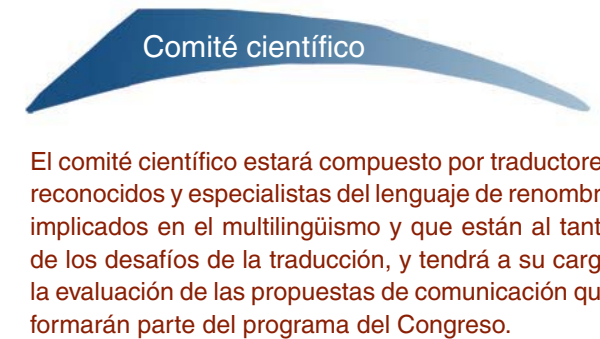 Comité científico
El comité científico estará compuesto por traductore
reconocidos y especialistas del lenguaje de renombr
implicados en el multilingüismo y que están al tant
de los desafíos de la traducción, y tendrá a su carg
la evaluación de las propuestas de comunicación qu
formarán parte del programa del Congreso.